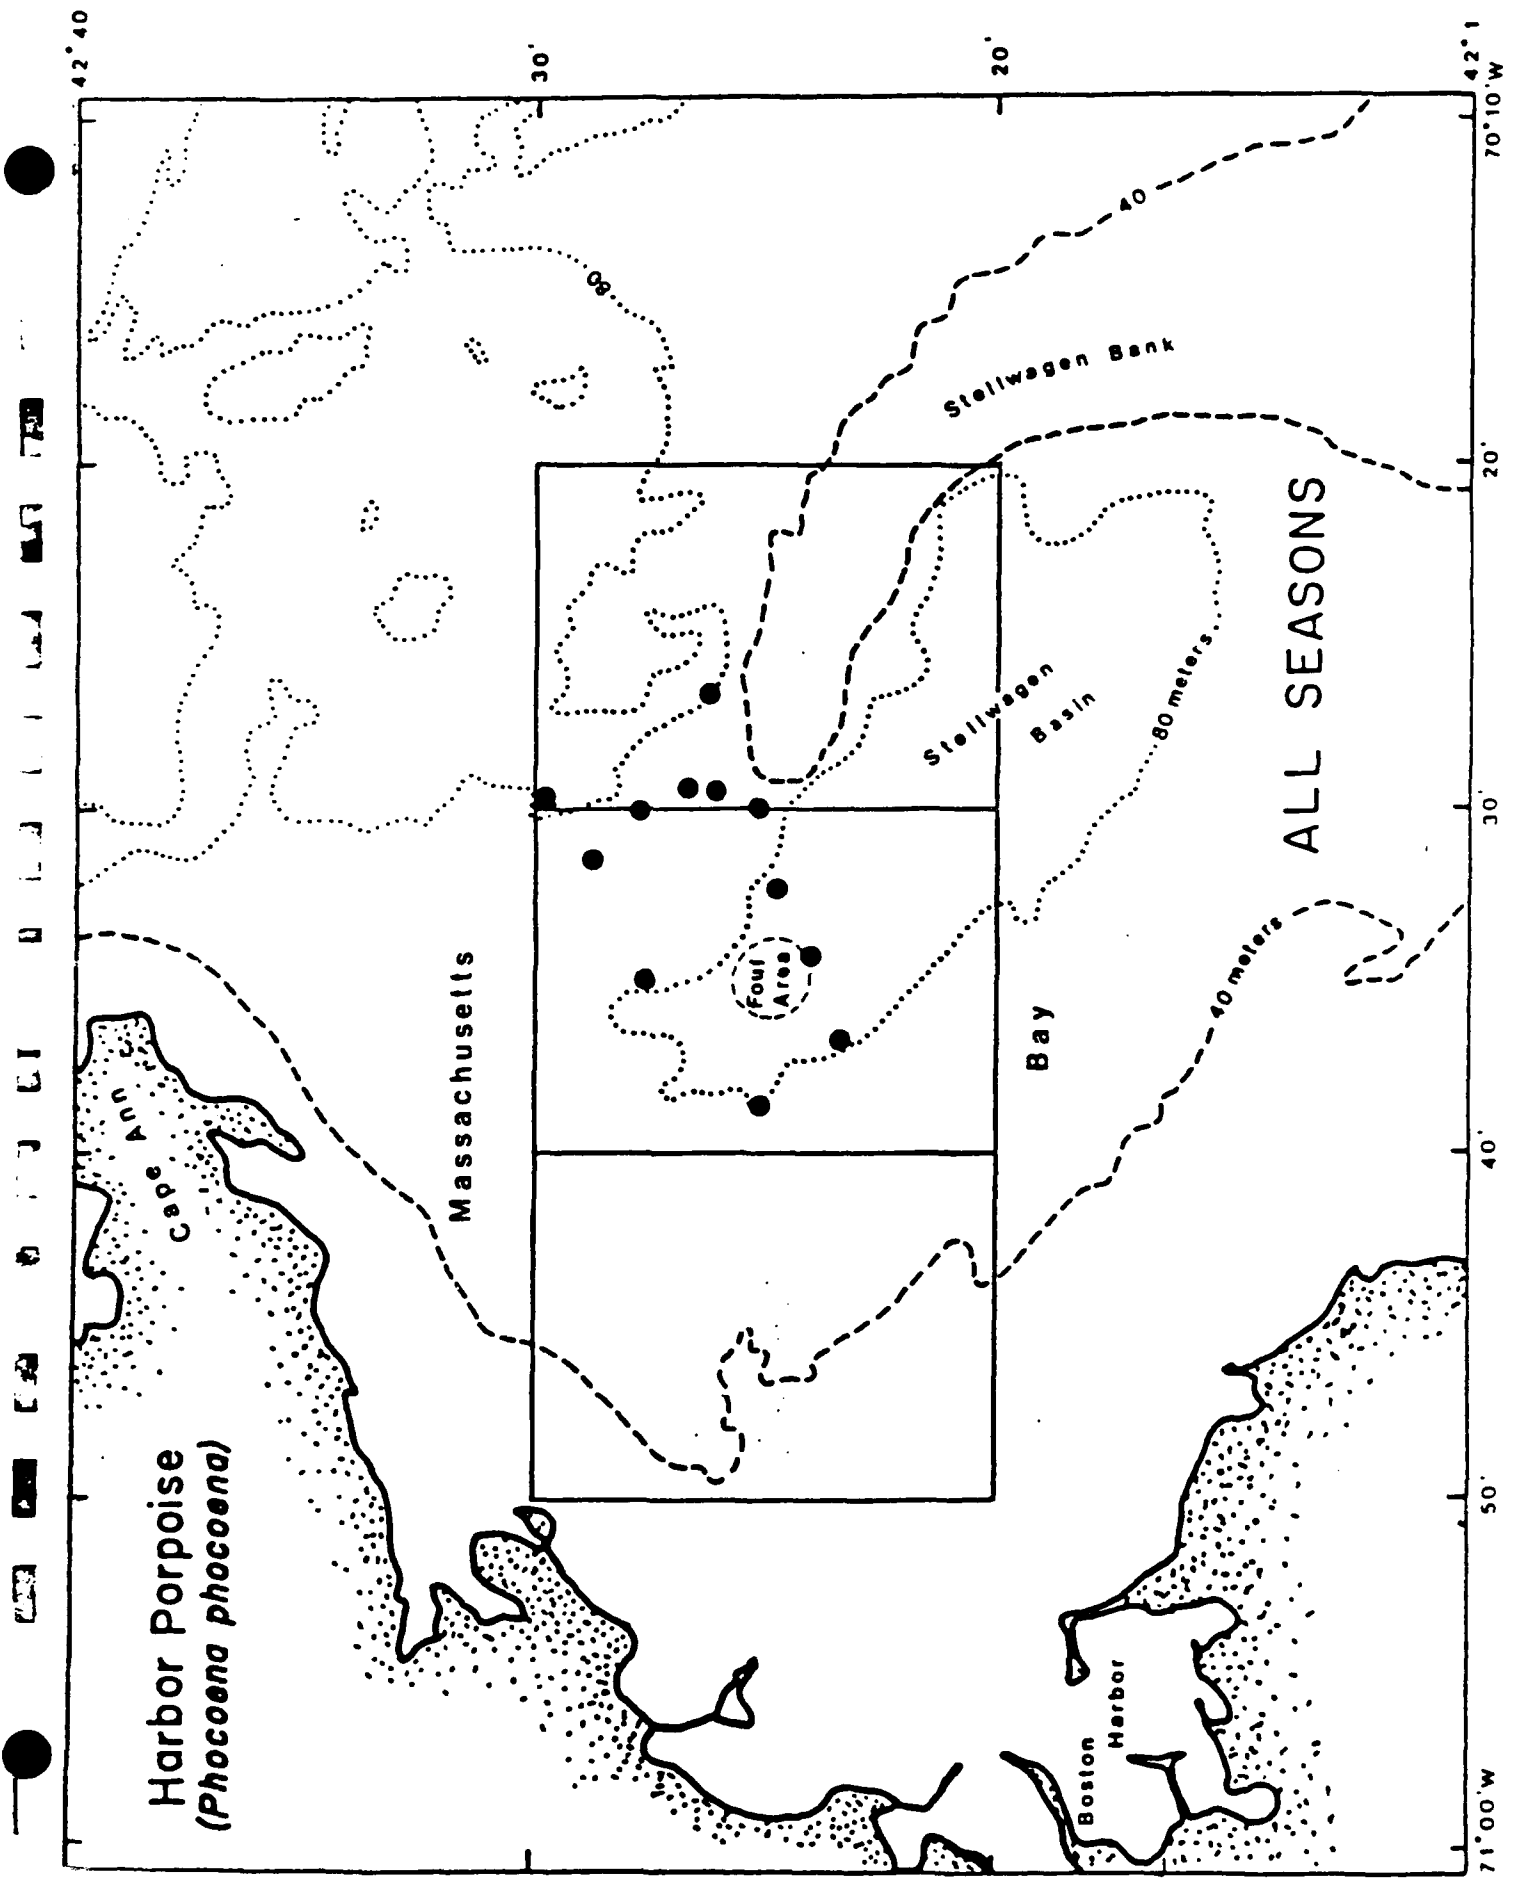 Harbor Porpoise
(Phocoena phocoena)
Cape Ann
Massachusetts
Bay
Foul
Area
80
40
Stellwagen Bank
Stellwagen
Basin
80 meters
40 meters
ALL SEASONS
Boston
Harbor
42°40
30'
20'
42°1
71°00'W
50'
40'
30'
20'
70°10'W